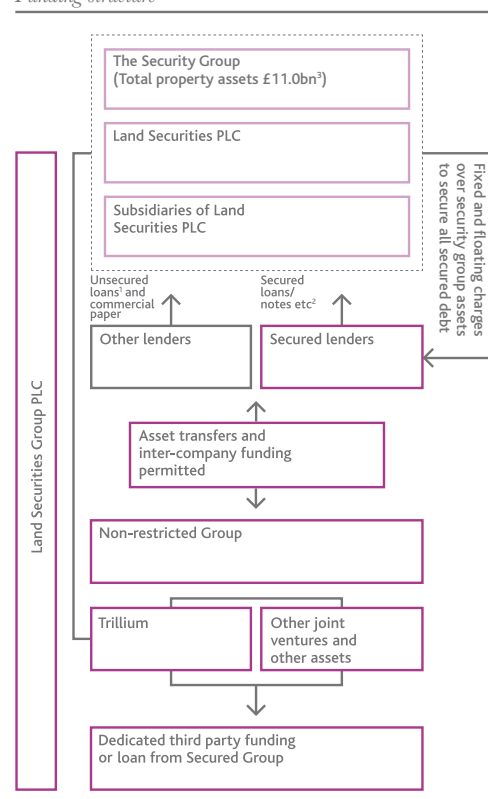 Funding structure
The Security Group
(Total property assets £11.0bn³)
Land Securities PLC
Subsidiaries of Land
Securities PLC
Fixed and floating charges
over security group assets
to secure all secured debt
Unsecured
loans¹ and
commercial
paper
Secured
loans/
notes etc²
Other lenders
Secured lenders
Asset transfers and
inter-company funding
permitted
Land Securities Group PLC
Non-restricted Group
Trillium
Other joint
ventures and
other assets
Dedicated third party funding
or loan from Secured Group